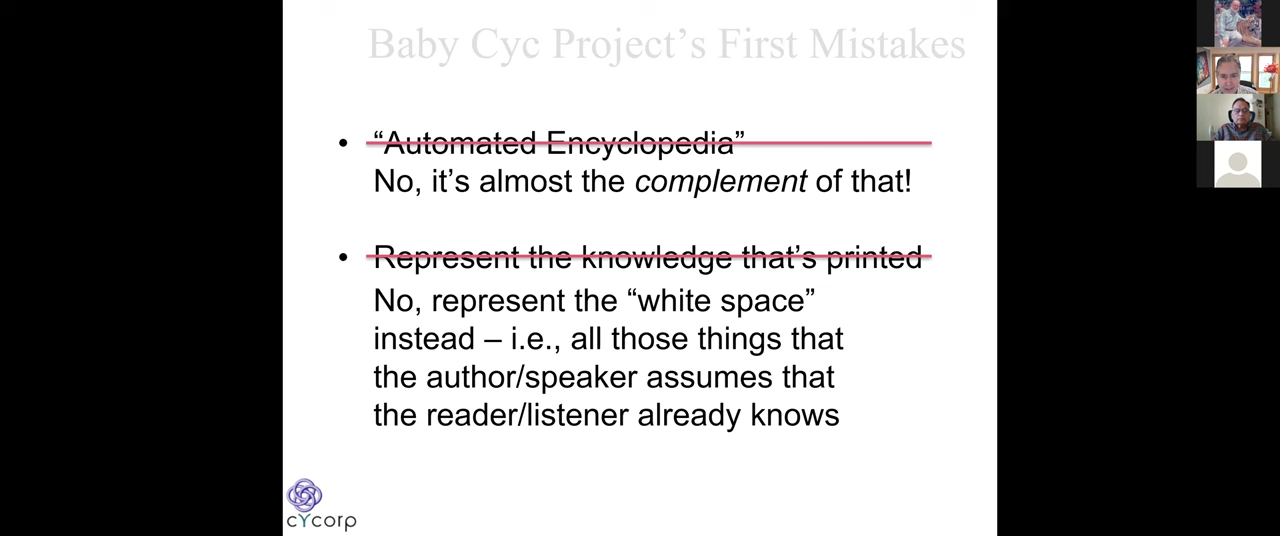 Baby Cyc Project's First Mistakes
• “Automated Encyclopedia”
No, it's almost the complement of that!
• Represent the knowledge that's printed
No, represent the “white space”
instead – i.e., all those things that
the author/speaker assumes that
the reader/listener already knows
cYcorp